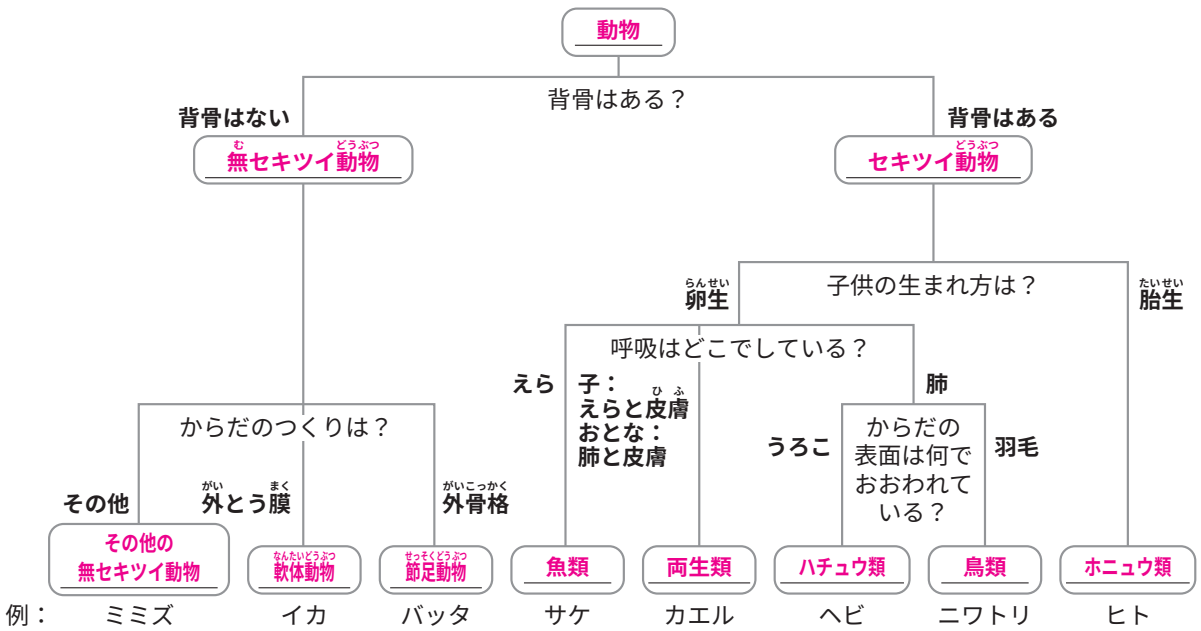 動物
背骨はある？
背骨はない
背骨はある
無セキツイ動物
む どうぶつ
セキツイ動物
どうぶつ
子供の生まれ方は？
卵生
らんせい
胎生
たいせい
呼吸はどこでしている？
えら
子：
えらと皮膚
ひ ふ
おとな：
肺と皮膚
肺
からだのつくりは？
うろこ
からだの
表面は何で
おおわれて
いる？
羽毛
その他
外とう膜
がい まく
外骨格
がいこっかく
その他の
無セキツイ動物
軟体動物
なんたいどうぶつ
節足動物
せっそくどうぶつ
魚類
両生類
ハチュウ類
鳥類
ホニュウ類
例： ミミズ イカ バッタ サケ カエル ヘビ ニワトリ ヒト